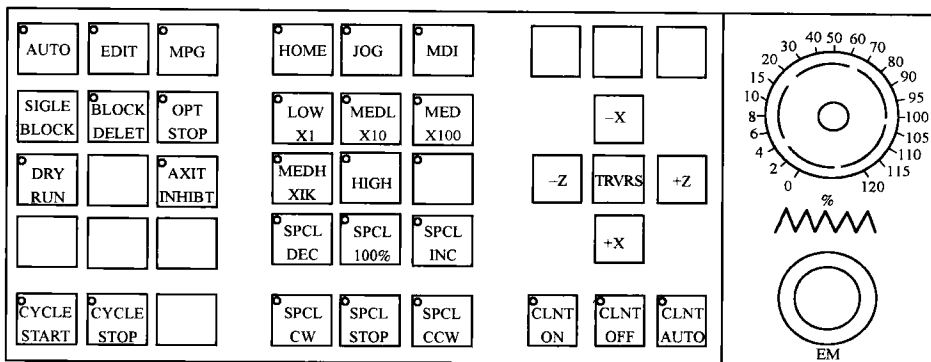 AUTO EDIT MPG HOME JOG MDI
SIGLE BLOCK OPT LOW MEDL MED
BLOCK DELET STOP X1 X10 X100
-X
DRY AXIT MEDH HIGH
RUN INHIBT XIK
-Z TRVRS +Z
SPCL SPCL SPCL
DEC 100% INC
+X
CYCLE CYCLE SPCL SPCL SPCL CLNT CLNT CLNT
START STOP CW STOP CCW ON OFF AUTO
0 2 4 6 8 10 15 20 30 40 50 60 70 80 90 95 100 105 110 115 120
%
EM